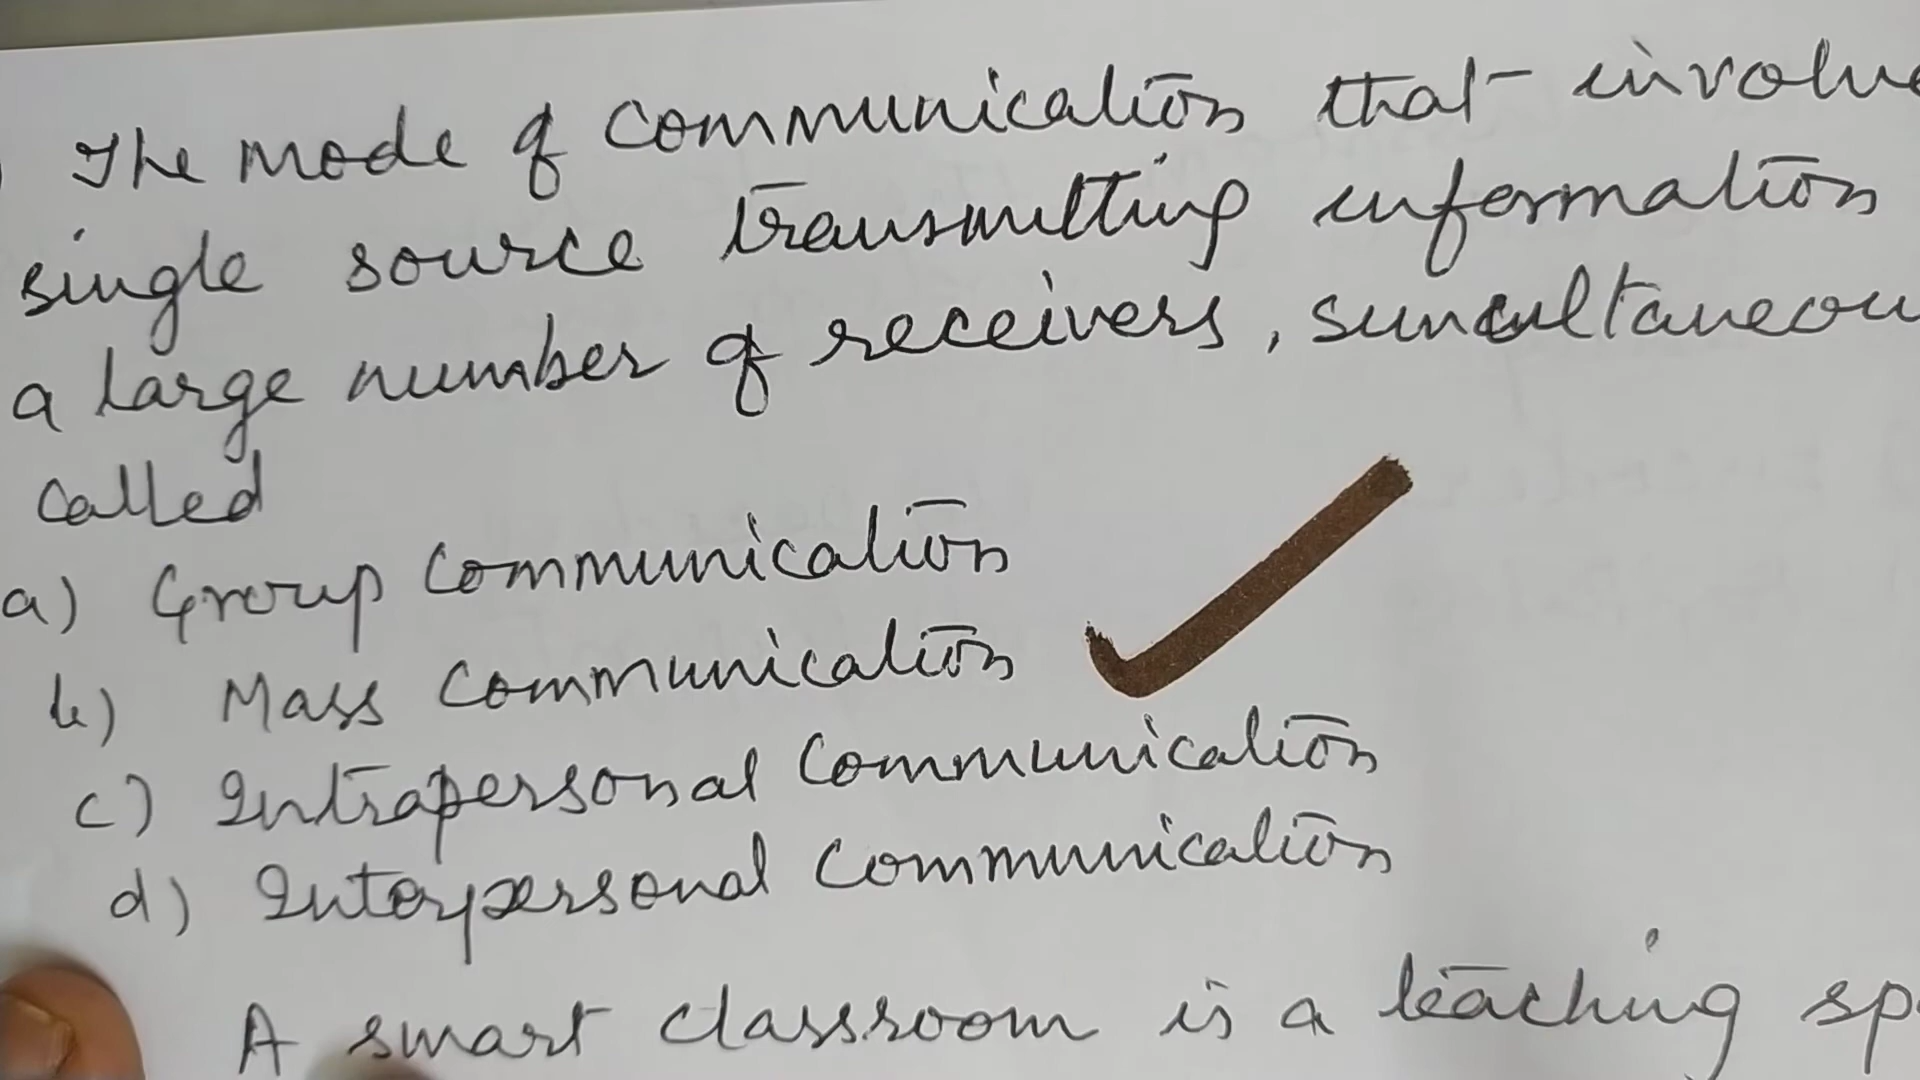 The mode of communication that involve
single source transmitting information
a large number of receivers, simultaneou
called
a) Group Communication
b) Mass Communication
c) Intrapersonal Communication
d) Interpersonal Communication
A smart classroom is a teaching sp